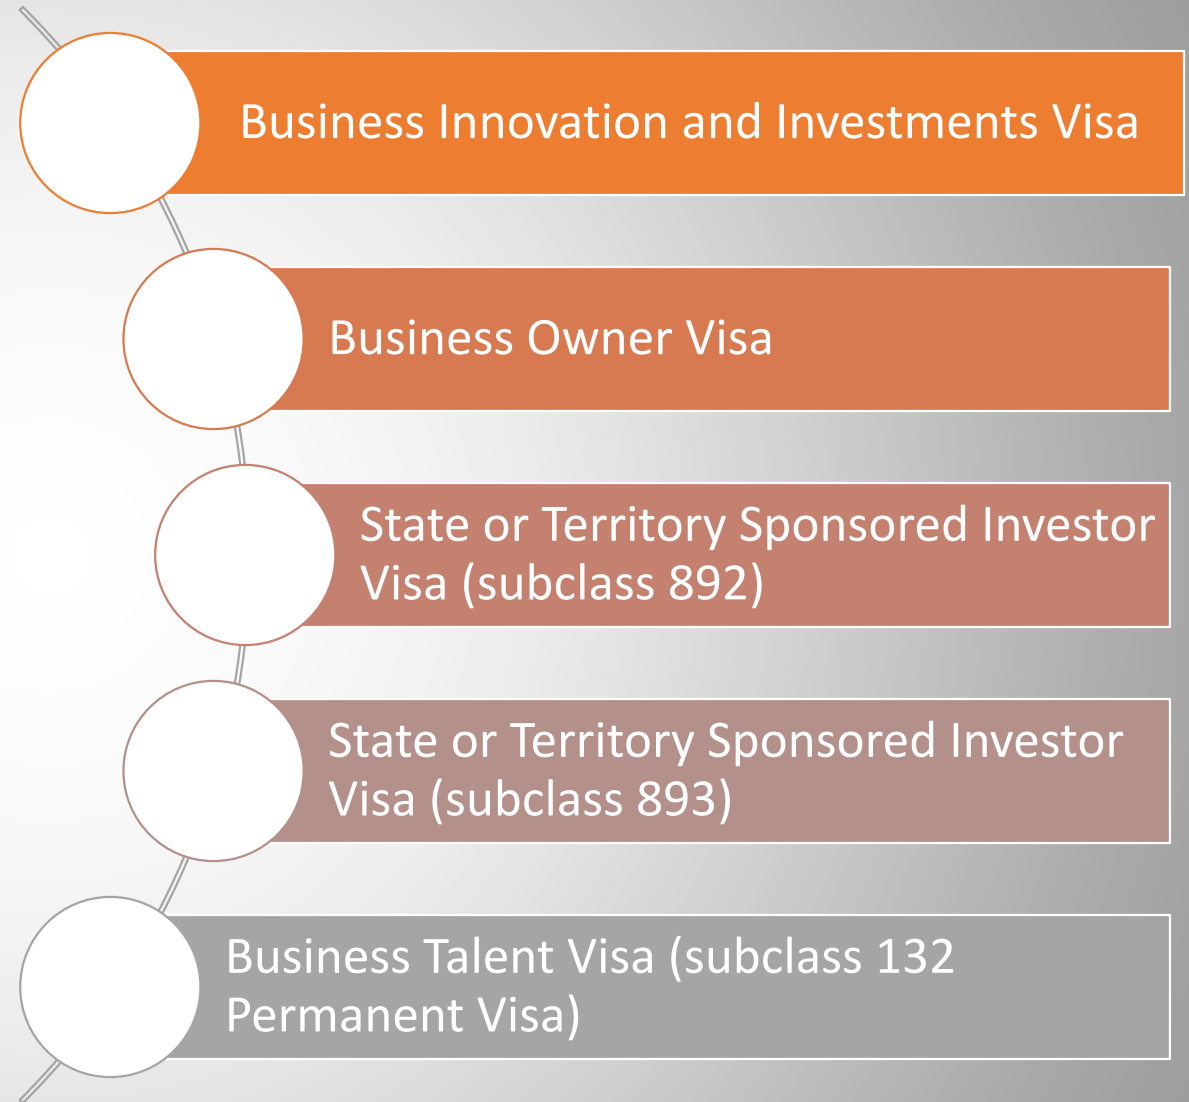 Business Innovation and Investments Visa
Business Owner Visa
State or Territory Sponsored Investor
Visa (subclass 892)
State or Territory Sponsored Investor
Visa (subclass 893)
Business Talent Visa (subclass 132
Permanent Visa)